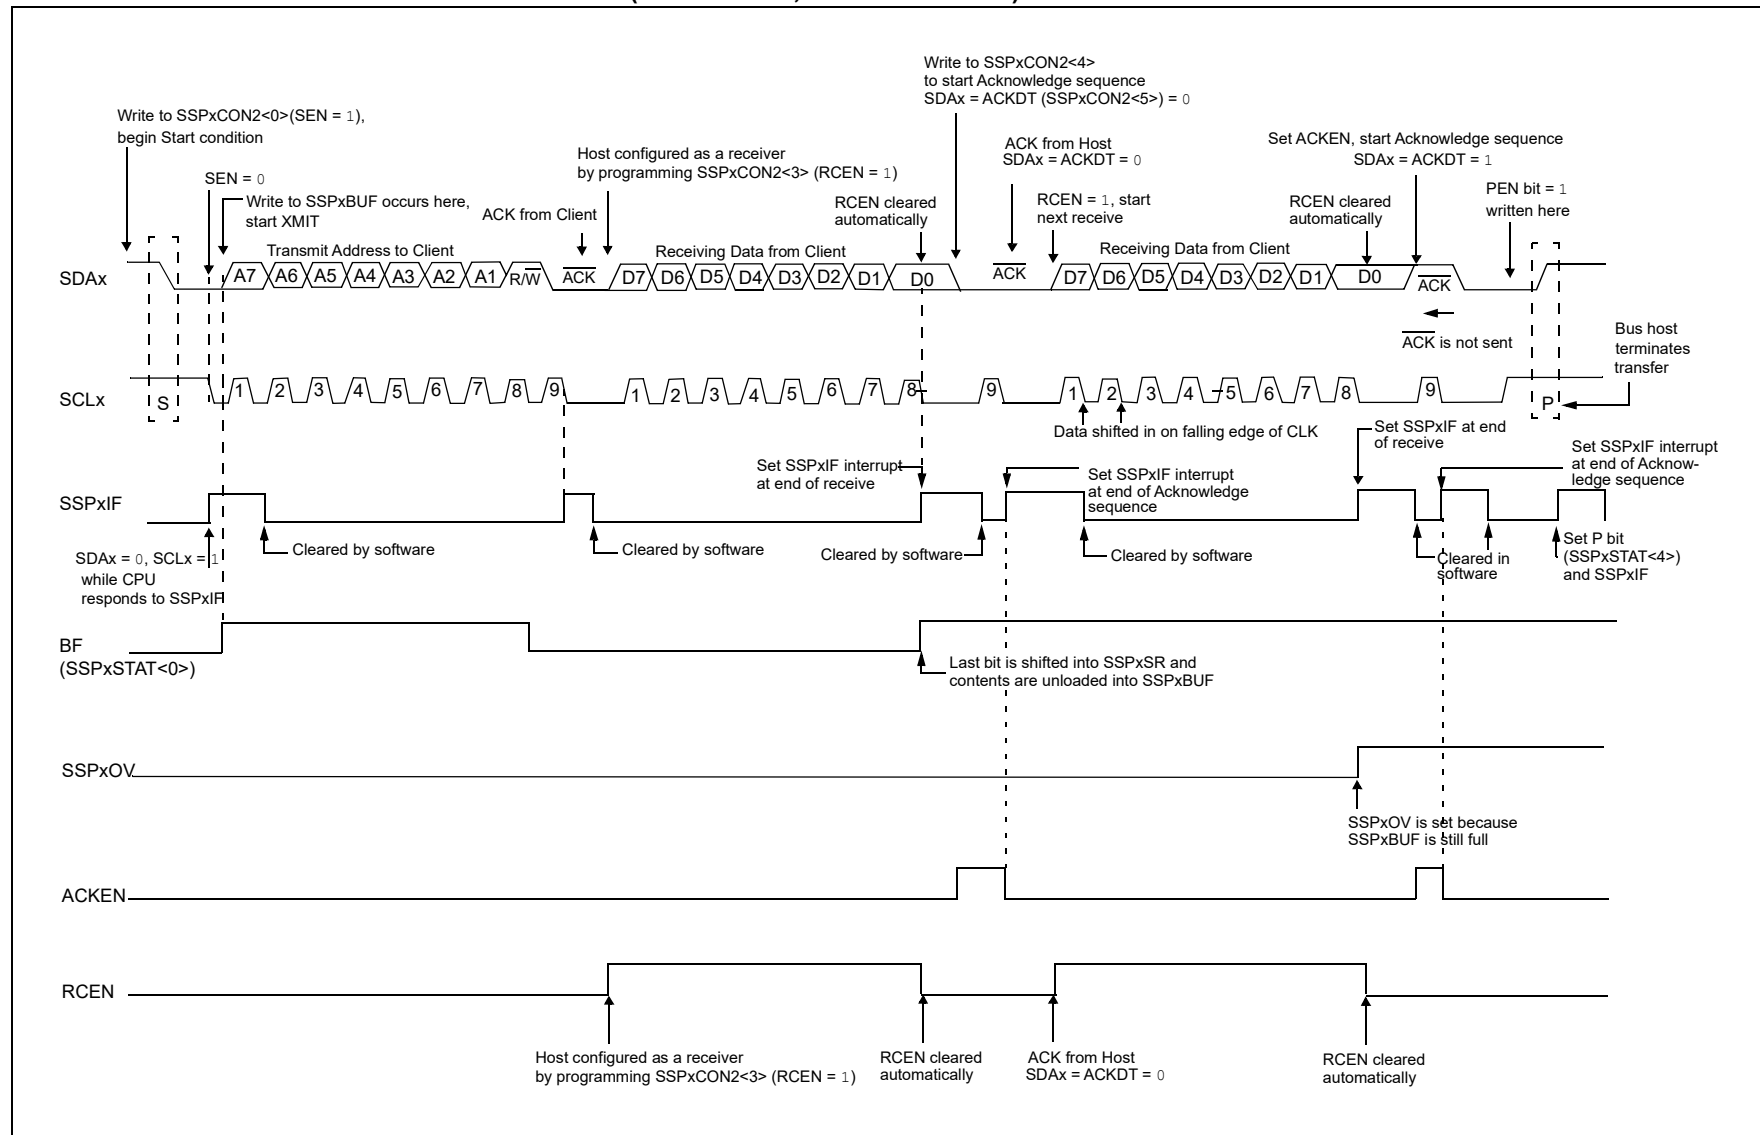 Write to SSPxCON2<4>
to start Acknowledge sequence
SDAx = ACKDT (SSPxCON2<5>) = 0
Write to SSPxCON2<0>(SEN = 1),
begin Start condition
ACK from Host
SDAx = ACKDT = 0
Set ACKEN, start Acknowledge sequence
SDAx = ACKDT = 1
Host configured as a receiver
by programming SSPxCON2<3> (RCEN = 1)
SEN = 0
Write to SSPxBUF occurs here,
start XMIT
ACK from Client
RCEN cleared
automatically
RCEN = 1, start
next receive
RCEN cleared
automatically
PEN bit = 1
written here
Transmit Address to Client
Receiving Data from Client
Receiving Data from Client
SDAx A7 A6 A5 A4 A3 A2 A1 R/W ACK D7 D6 D5 D4 D3 D2 D1 D0 ACK D7 D6 D5 D4 D3 D2 D1 D0 ACK
ACK is not sent
Bus host
terminates
transfer
SCLx S 1 2 3 4 5 6 7 8 9 1 2 3 4 5 6 7 8 9 1 2 3 4 5 6 7 8 9 P
Data shifted in on falling edge of CLK
Set SSPxIF at end
of receive
Set SSPxIF interrupt
at end of receive
Set SSPxIF interrupt
at end of Acknowledge
sequence
Set SSPxIF interrupt
at end of Acknow-
ledge sequence
SSPxIF
SDAx = 0, SCLx = 1
while CPU
responds to SSPxIF
Cleared by software
Cleared by software
Cleared by software
Cleared by software
Cleared in
software
Set P bit
(SSPxSTAT<4>)
and SSPxIF
BF
(SSPxSTAT<0>)
Last bit is shifted into SSPxSR and
contents are unloaded into SSPxBUF
SSPxOV
SSPxOV is set because
SSPxBUF is still full
ACKEN
RCEN
Host configured as a receiver
by programming SSPxCON2<3> (RCEN = 1)
RCEN cleared
automatically
ACK from Host
SDAx = ACKDT = 0
RCEN cleared
automatically